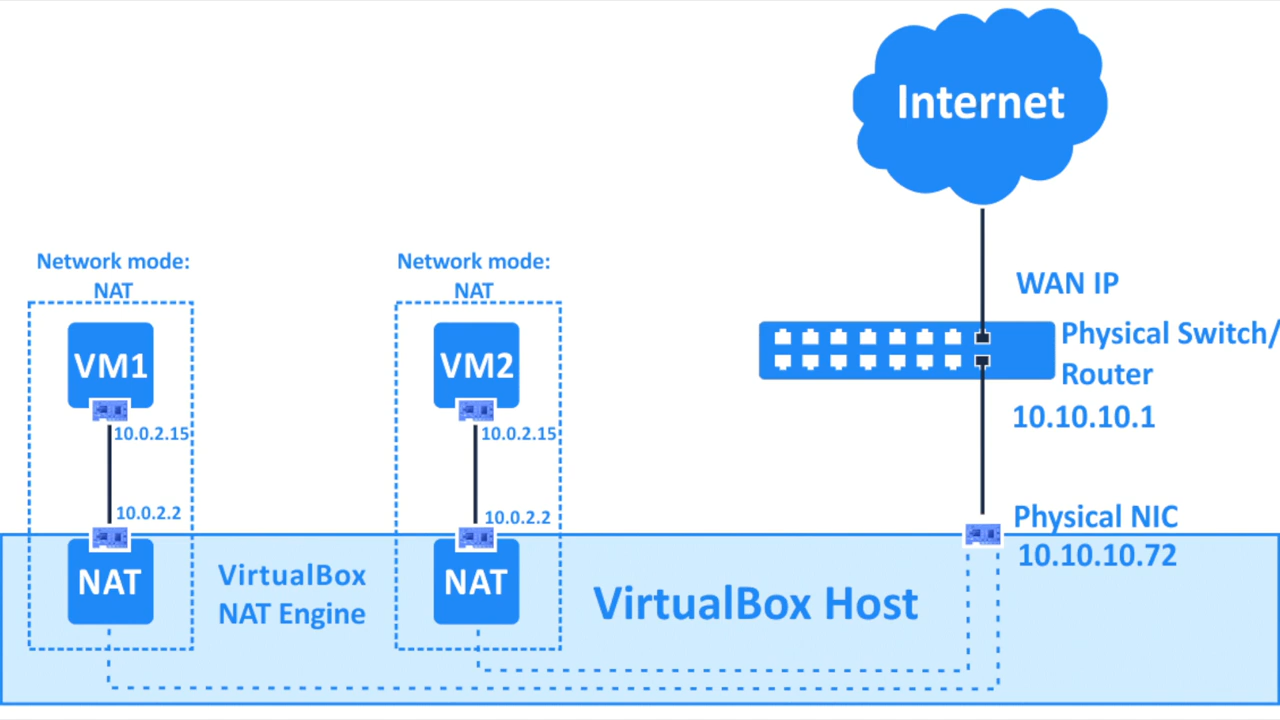 Internet
WAN IP
Network mode:
NAT
Network mode:
NAT
VM1
VM2
Physical Switch/
Router
10.10.10.1
10.0.2.15
10.0.2.15
10.0.2.2
10.0.2.2
Physical NIC
10.10.10.72
NAT
VirtualBox
NAT Engine
NAT
VirtualBox Host